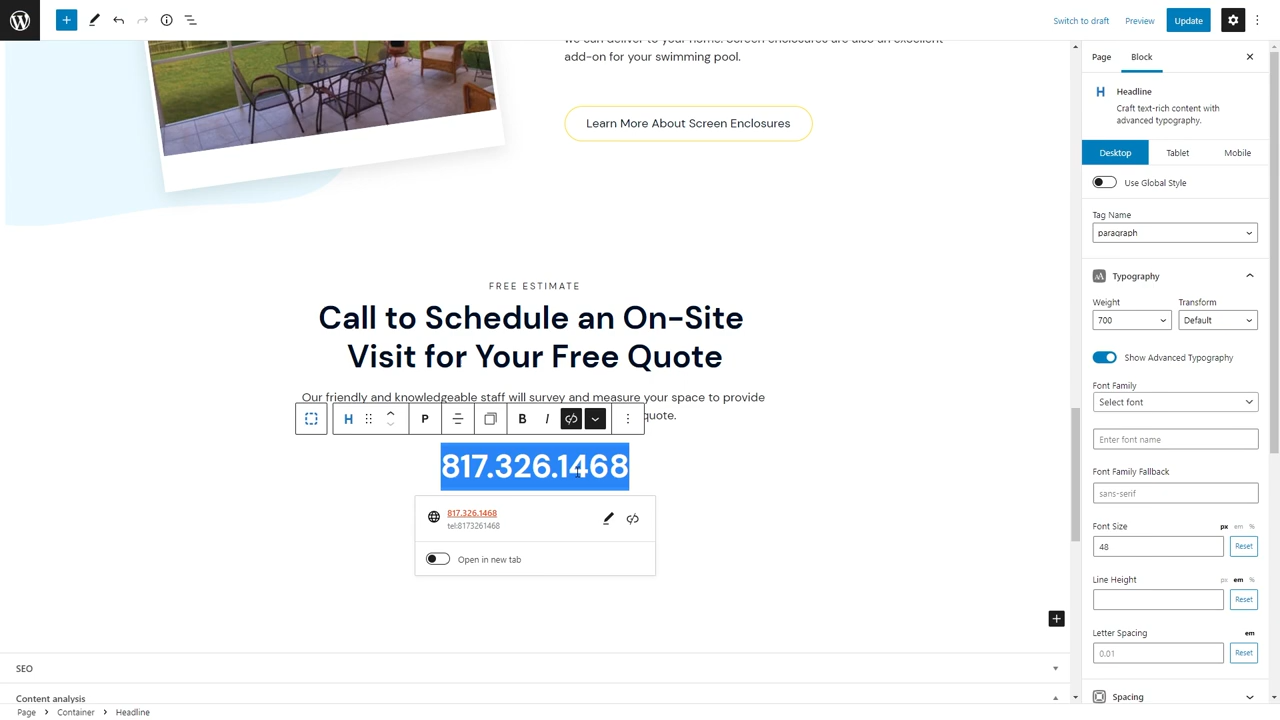 Switch to draft
Preview
Update
we can deliver to your home. Screen enclosures are also an excellent
add-on for your swimming pool.
Learn More About Screen Enclosures
FREE ESTIMATE
Call to Schedule an On-Site
Visit for Your Free Quote
Our friendly and knowledgeable staff will survey and measure your space to provide
quote.
H
P
B
I
817.326.1468
817.326.1468
tel:8173261468
Open in new tab
SEO
Content analysis
Page
Container
Headline
Page
Block
H
Headline
Craft text-rich content with
advanced typography.
Desktop
Tablet
Mobile
Use Global Style
Tag Name
paragraph
Typography
Weight
Transform
700
Default
Show Advanced Typography
Font Family
Select font
Enter font name
Font Family Fallback
sans-serif
Font Size
px em %
48
Reset
Line Height
px em %
Reset
Letter Spacing
em
0.01
Reset
Spacing